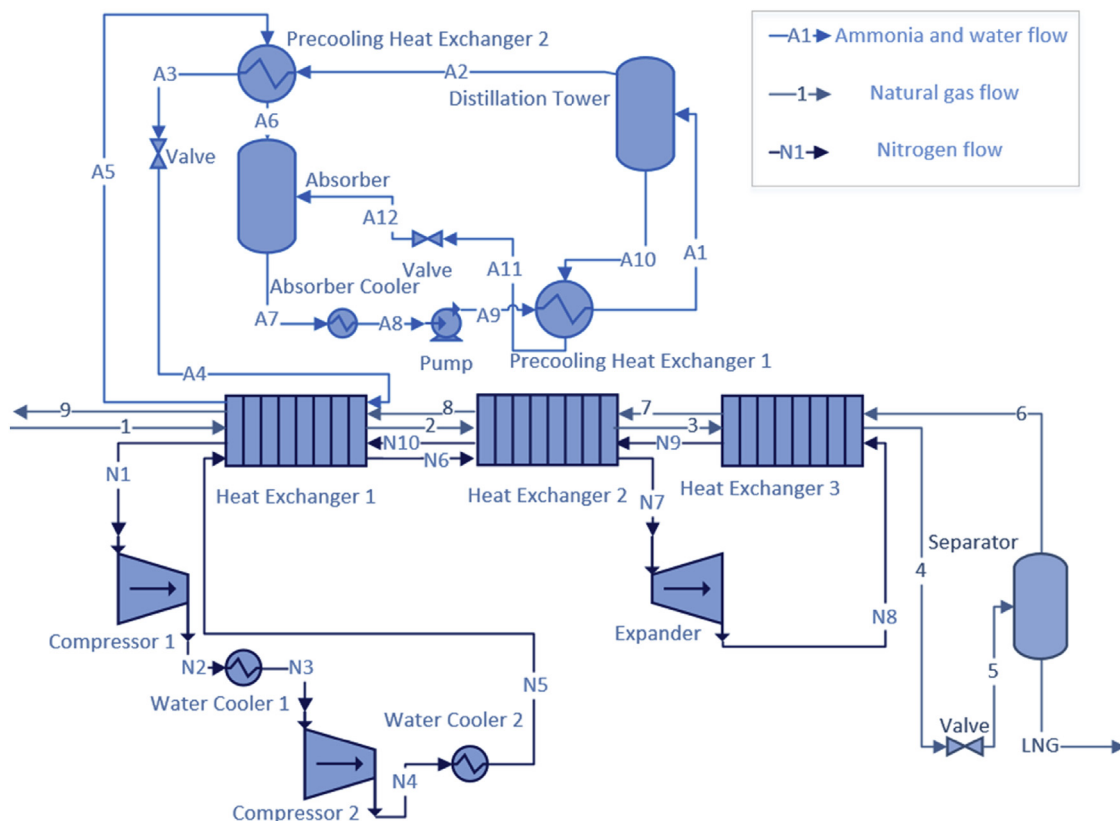 Precooling Heat Exchanger 2
A1 Ammonia and water flow
A3
A2
Distillation Tower
1 Natural gas flow
A6
Valve
A5
N1 Nitrogen flow
Absorber
A12
A10
A1
Valve
A11
Absorber Cooler
A7
A8
A9
Pump
Precooling Heat Exchanger 1
A4
9
8
7
6
1
2
3
N10
N9
N6
N1
Heat Exchanger 1
Heat Exchanger 2
Heat Exchanger 3
N7
Separator
4
Compressor 1
Expander
N8
N2
N3
N5
5
Water Cooler 1
Water Cooler 2
Valve
LNG
N4
Compressor 2